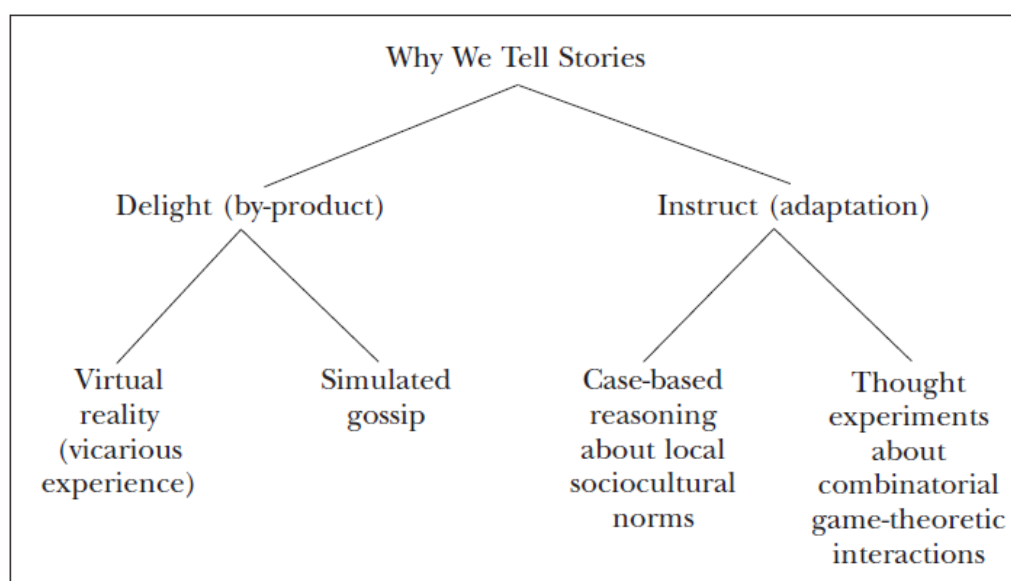 Why We Tell Stories
Delight (by-product)
Instruct (adaptation)
Virtual
reality
(vicarious
experience)
Simulated
gossip
Case-based
reasoning
about local
sociocultural
norms
Thought
experiments
about
combinatorial
game-theoretic
interactions